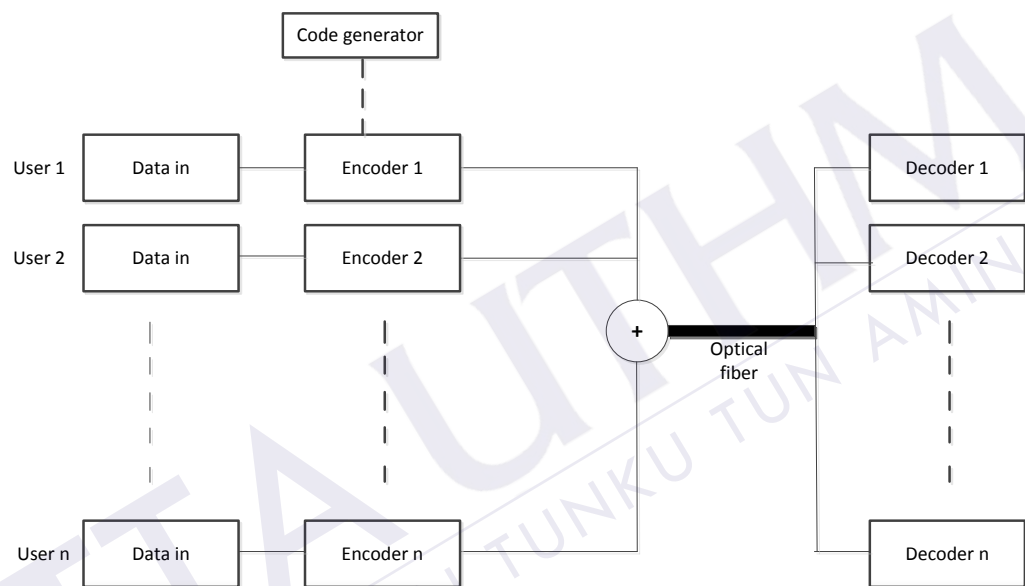 Code generator
User 1 Data in Encoder 1 Decoder 1
User 2 Data in Encoder 2 Decoder 2
+
Optical
fiber
User n Data in Encoder n Decoder n
UTHM
TUNKU TUN AMIN